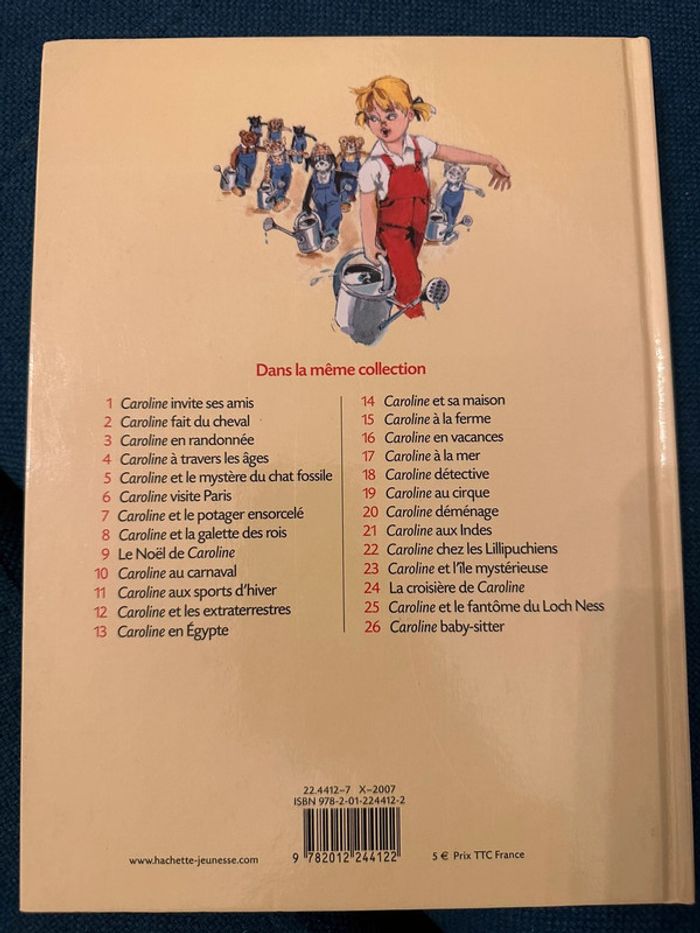 Dans la même collection
1 Caroline invite ses amis
2 Caroline fait du cheval
3 Caroline en randonnée
4 Caroline à travers les âges
5 Caroline et le mystère du chat fossile
6 Caroline visite Paris
7 Caroline et le potager ensorcelé
8 Caroline et la galette des rois
9 Le Noël de Caroline
10 Caroline au carnaval
11 Caroline aux sports d'hiver
12 Caroline et les extraterrestres
13 Caroline en Égypte
14 Caroline et sa maison
15 Caroline à la ferme
16 Caroline en vacances
17 Caroline à la mer
18 Caroline détective
19 Caroline au cirque
20 Caroline déménage
21 Caroline aux Indes
22 Caroline chez les Lillipuchiens
23 Caroline et l'île mystérieuse
24 La croisière de Caroline
25 Caroline et le fantôme du Loch Ness
26 Caroline baby-sitter
22.4412-7 X-2007
ISBN 978-2-01-224412-2
9 782012 244122
www.hachette-jeunesse.com
5 € Prix TTC France